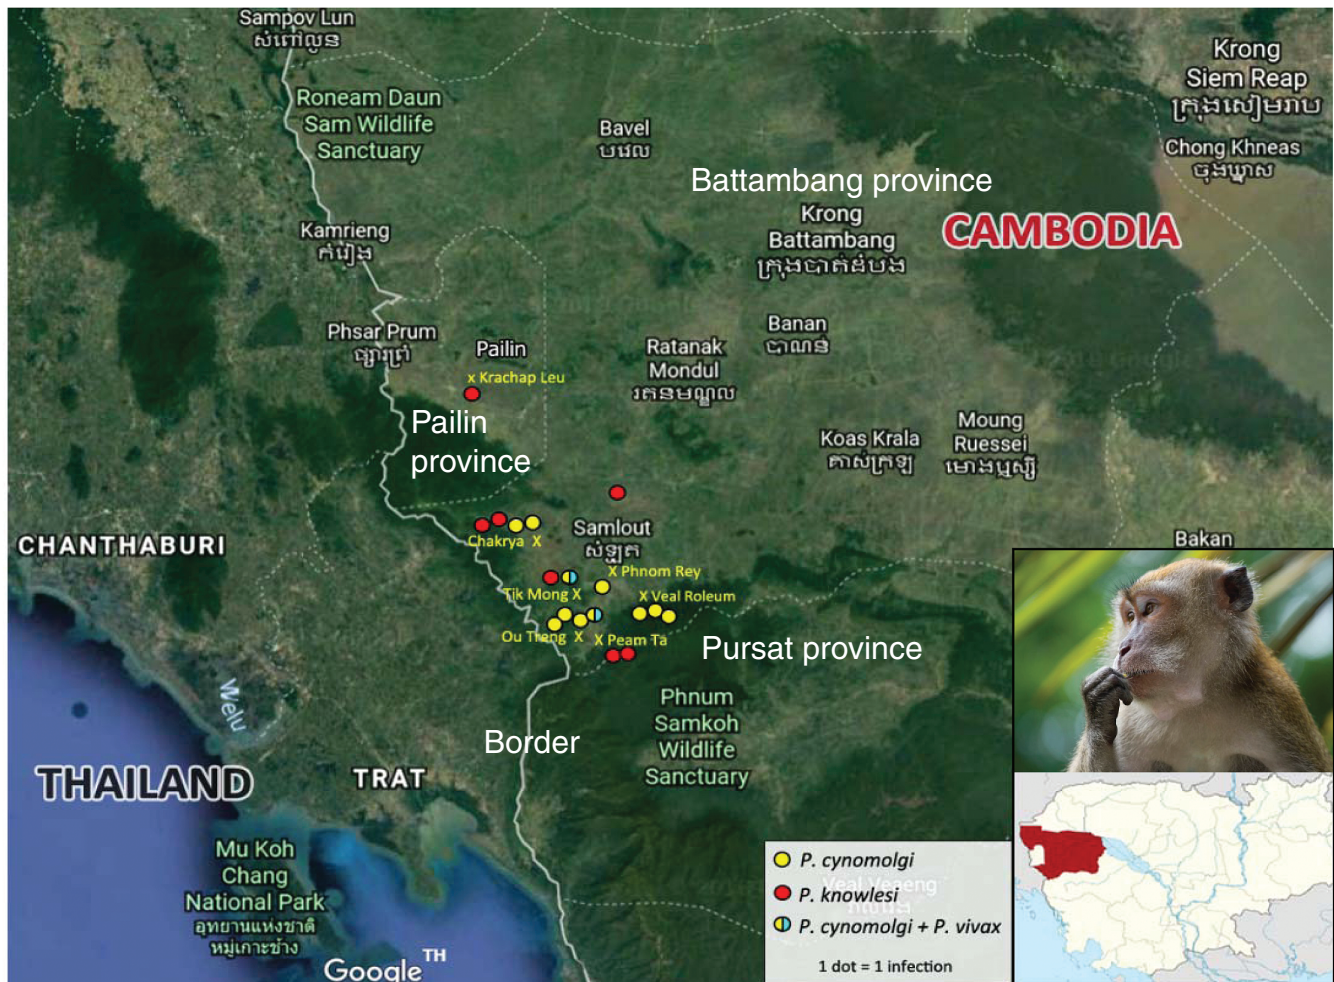 Sampov Lun
សំពៅលូន
Roneam Daun
Sam Wildlife
Sanctuary
Bavel
បវេល
Krong
Siem Reap
ក្រុងសៀមរាប
Chong Khneas
ចុងឃ្នាស
Battambang province
Krong
Battambang
ក្រុងបាត់ដំបង
CAMBODIA
Kamrieng
កំរៀង
Phsar Prum
ផ្សារព្រំ
Pailin
x Krachap Leu
Ratanak
Mondul
រតនមណ្ឌល
Banan
បាណន់
Pailin
province
Koas Krala
គាស់ក្រឡ
Moung
Ruessei
មោងឫស្សី
CHANTHABURI
Chakrya X
Samlout
សំឡូត
Bakan
X Phnom Rey
Tik Mong X
X Veal Roleum
Ou Treng X
X Peam Ta
Pursat province
Welu
Phnum
Samkoh
Wildlife
Sanctuary
Border
THAILAND
TRAT
Mu Koh
Chang
National Park
อุทยานแห่งชาติ
หมู่เกาะช้าง
Google
TH
P. cynomolgi
P. knowlesi
Veal Veaeng
P. cynomolgi + P. vivax
1 dot = 1 infection